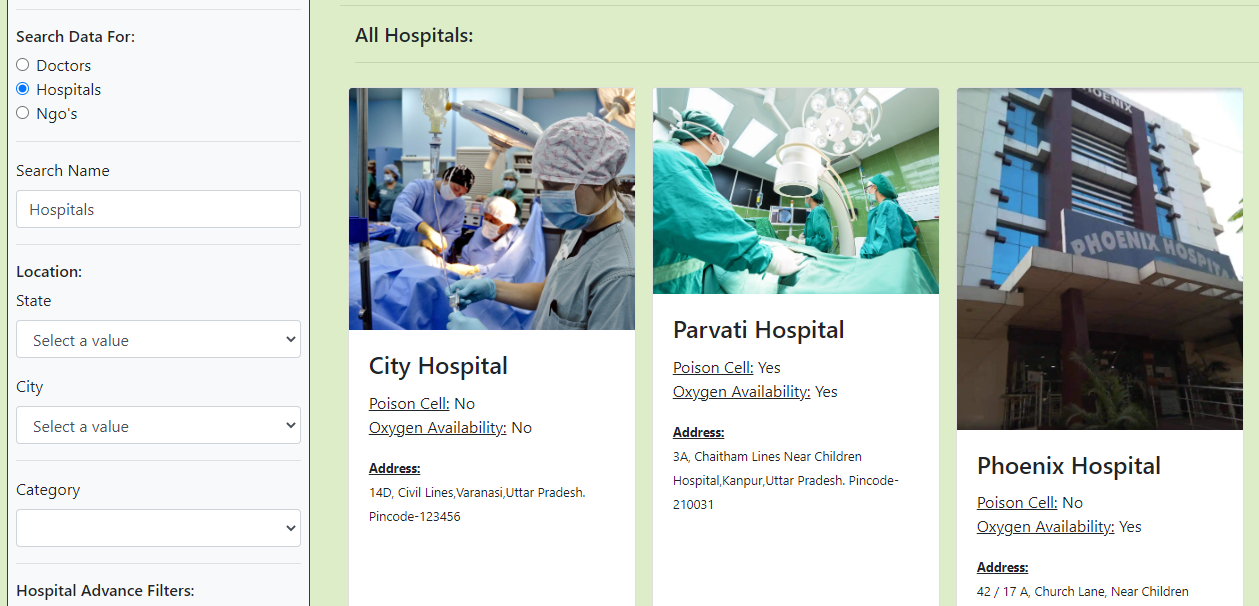 Search Data For:
Doctors
Hospitals
Ngo's
Search Name
Hospitals
Location:
State
Select a value
City
Select a value
Category
Hospital Advance Filters:
All Hospitals:
City Hospital
Poison Cell: No
Oxygen Availability: No
Address:
14D, Civil Lines,Varanasi,Uttar Pradesh.
Pincode-123456
Parvati Hospital
Poison Cell: Yes
Oxygen Availability: Yes
Address:
3A, Chaitham Lines Near Children
Hospital,Kanpur,Uttar Pradesh. Pincode-
210031
PHOENIX
PHOENIX HOSPITA
Phoenix Hospital
Poison Cell: No
Oxygen Availability: Yes
Address:
42 / 17 A, Church Lane, Near Children